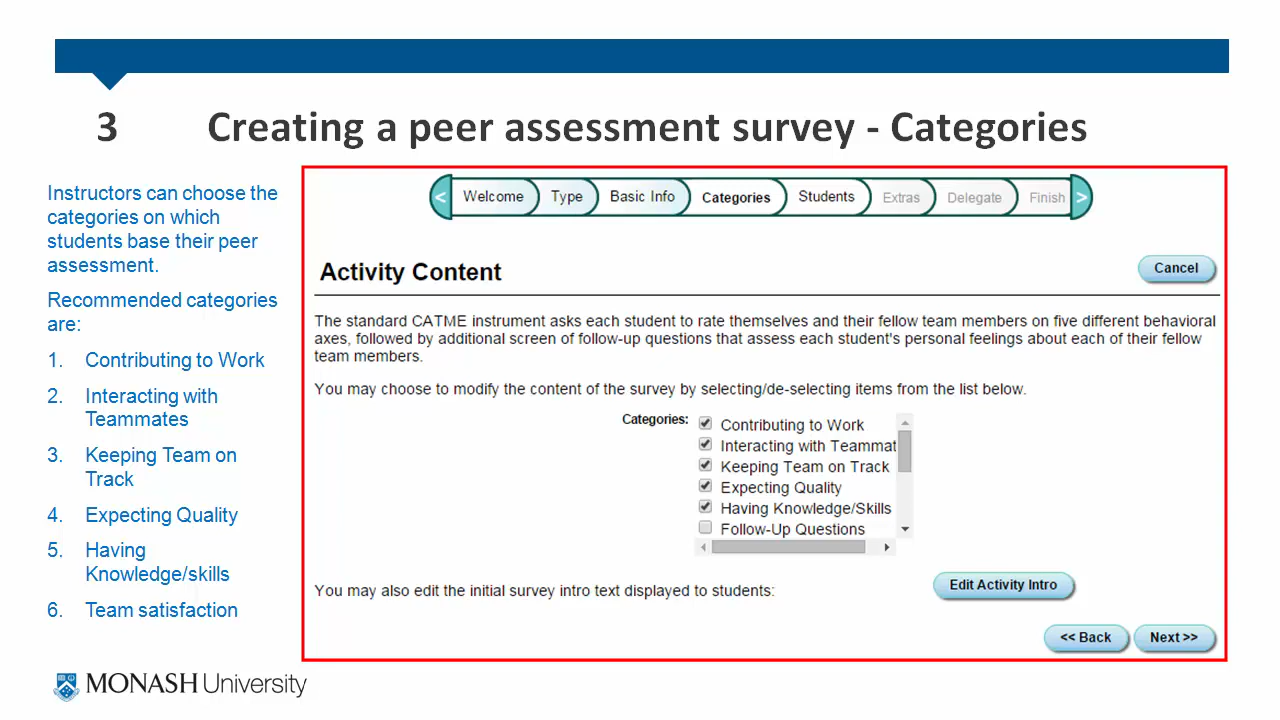 3 Creating a peer assessment survey - Categories
Instructors can choose the
categories on which
students base their peer
assessment.
Recommended categories
are:
1. Contributing to Work
2. Interacting with
Teammates
3. Keeping Team on
Track
4. Expecting Quality
5. Having
Knowledge/skills
6. Team satisfaction
< Welcome Type Basic Info Categories Students Extras Delegate Finish >
Activity Content
Cancel
The standard CATME instrument asks each student to rate themselves and their fellow team members on five different behavioral
axes, followed by additional screen of follow-up questions that assess each student's personal feelings about each of their fellow
team members.
You may choose to modify the content of the survey by selecting/de-selecting items from the list below.
Categories:
Contributing to Work
Interacting with Teammat
Keeping Team on Track
Expecting Quality
Having Knowledge/Skills
Follow-Up Questions
You may also edit the initial survey intro text displayed to students:
Edit Activity Intro
<< Back Next >>
MONASH University